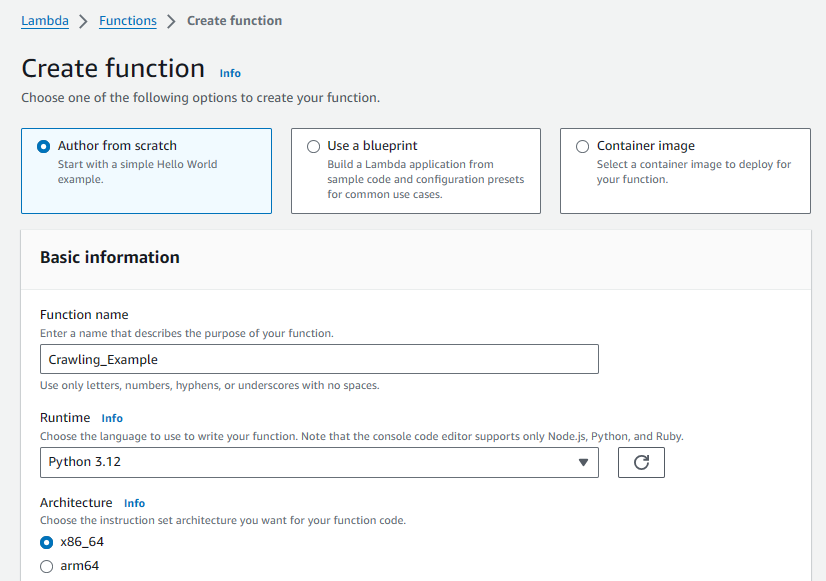 Lambda > Functions > Create function
Create function Info
Choose one of the following options to create your function.
Author from scratch
Start with a simple Hello World
example.
Use a blueprint
Build a Lambda application from
sample code and configuration presets
for common use cases.
Container image
Select a container image to deploy for
your function.
Basic information
Function name
Enter a name that describes the purpose of your function.
Crawling_Example
Use only letters, numbers, hyphens, or underscores with no spaces.
Runtime Info
Choose the language to use to write your function. Note that the console code editor supports only Node.js, Python, and Ruby.
Python 3.12
Architecture Info
Choose the instruction set architecture you want for your function code.
x86_64
arm64